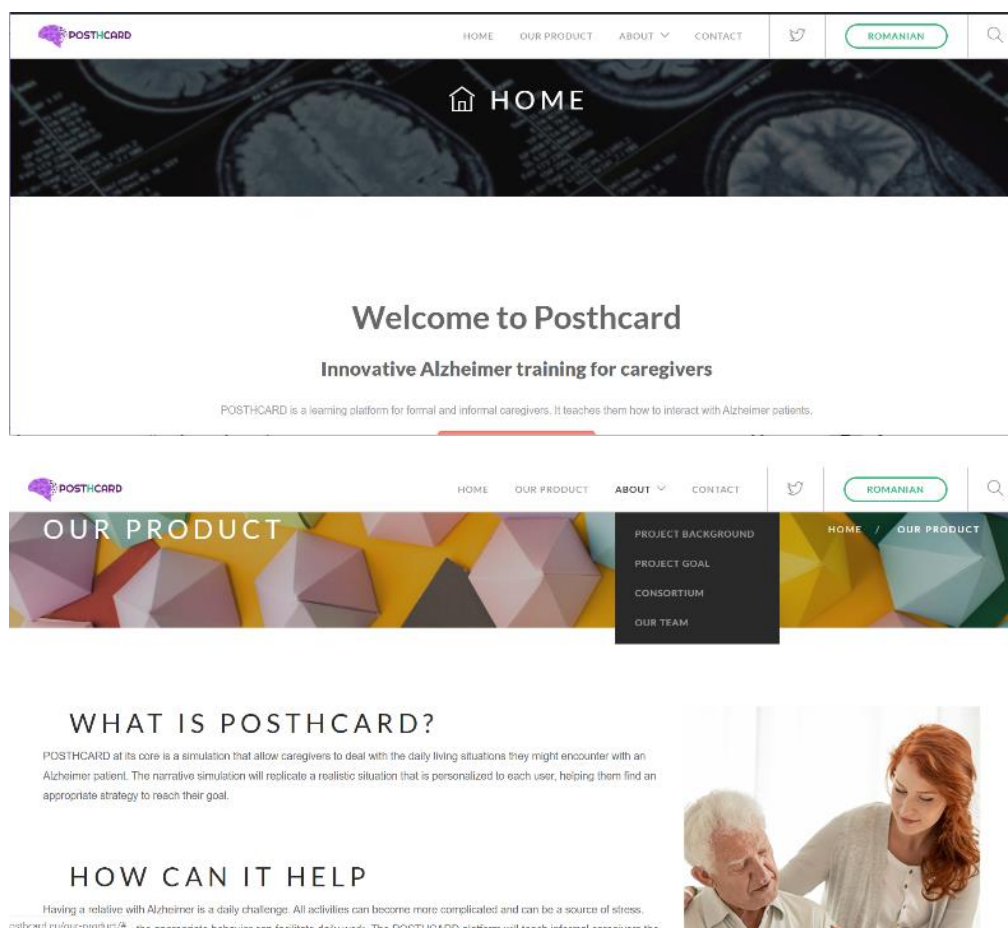 POSTHCARD
HOME OUR PRODUCT ABOUT CONTACT ROMANIAN
HOME
Welcome to Posthcard
Innovative Alzheimer training for caregivers
POSTHCARD is a learning platform for formal and informal caregivers. It teaches them how to interact with Alzheimer patients.
POSTHCARD
HOME OUR PRODUCT ABOUT CONTACT ROMANIAN
OUR PRODUCT
PROJECT BACKGROUND
PROJECT GOAL
CONSORTIUM
OUR TEAM
HOME / OUR PRODUCT
WHAT IS POSTHCARD?
POSTHCARD at its core is a simulation that allow caregivers to deal with the daily living situations they might encounter with an
Alzheimer patient. The narrative simulation will replicate a realistic situation that is personalized to each user, helping them find an
appropriate strategy to reach their goal.
HOW CAN IT HELP
Having a relative with Alzheimer is a daily challenge. All activities can become more complicated and can be a source of stress.
the appropriate behavior can facilitate daily work. The POSTHCARD platform will teach informal caregivers the